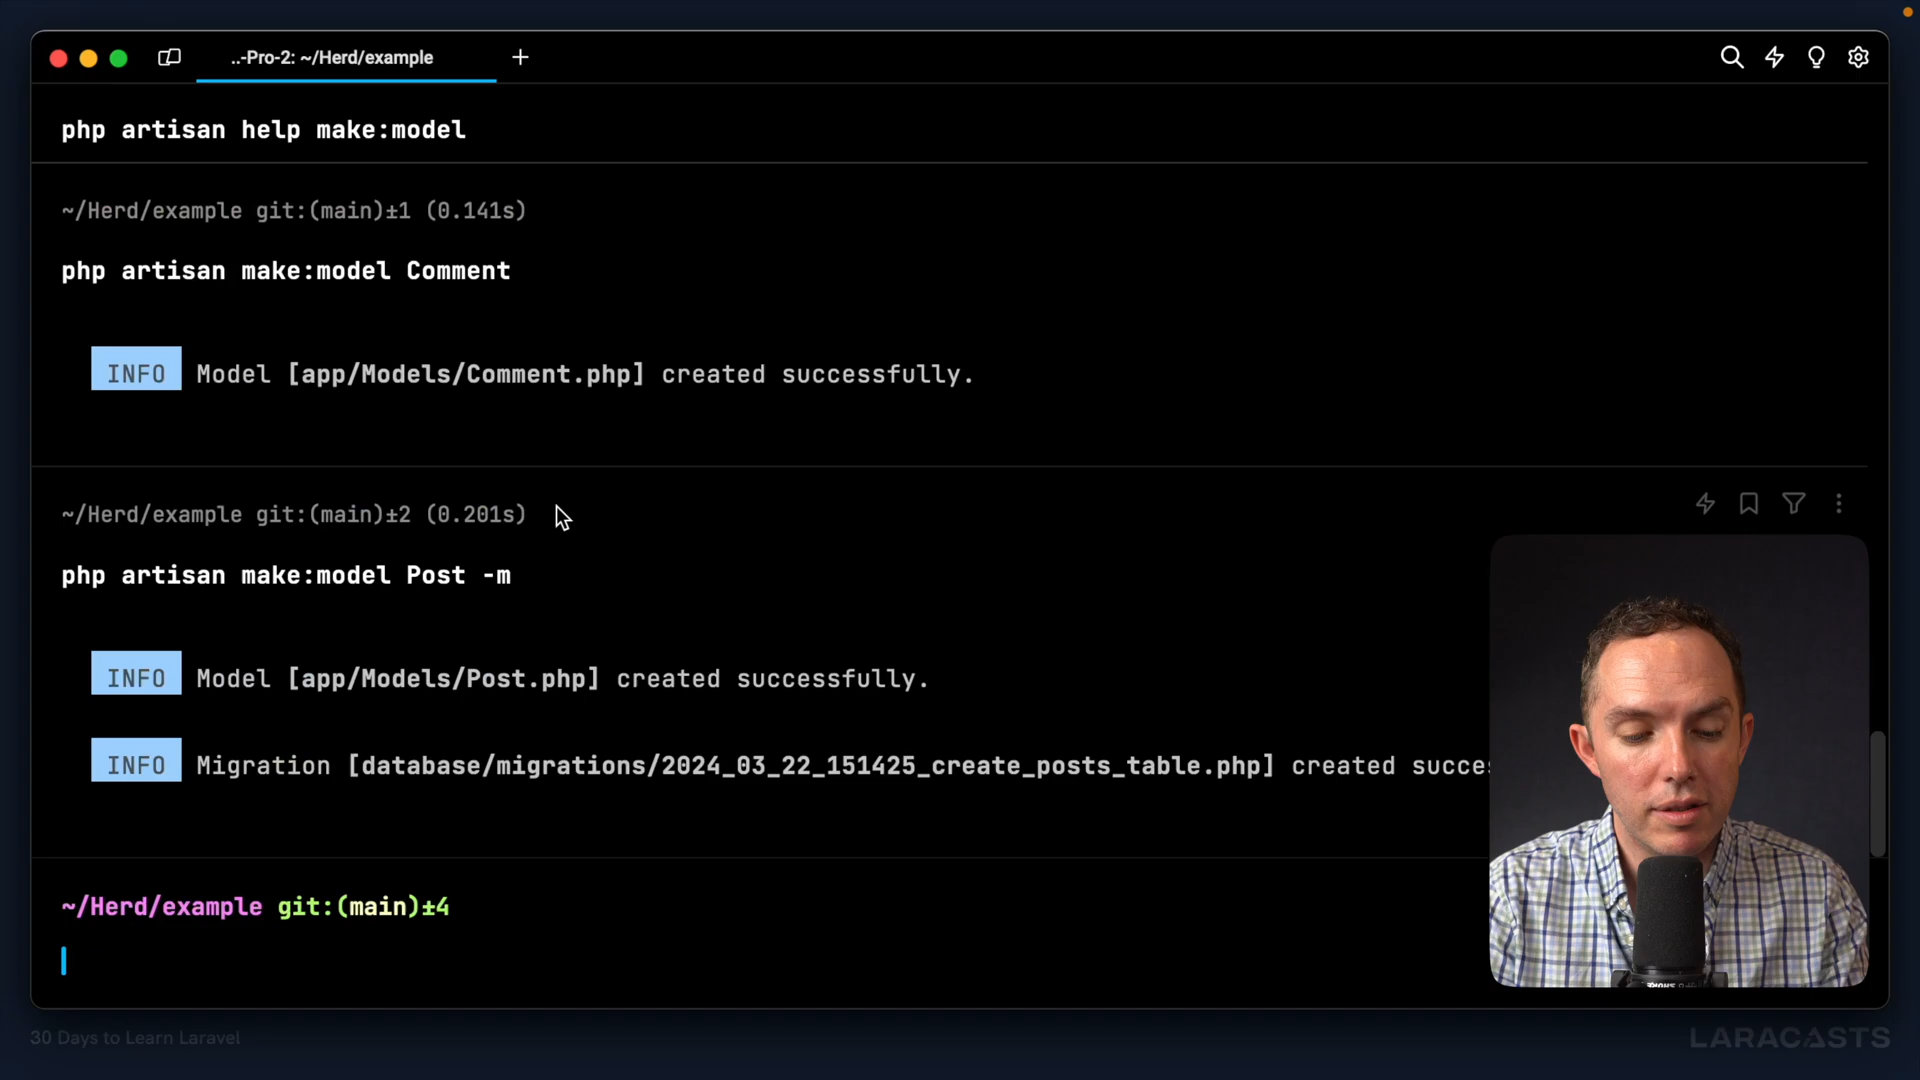 ..-Pro-2: ~/Herd/example
php artisan help make:model
~/Herd/example git:(main)±1 (0.141s)
php artisan make:model Comment
INFO Model [app/Models/Comment.php] created successfully.
~/Herd/example git:(main)±2 (0.201s)
php artisan make:model Post -m
INFO Model [app/Models/Post.php] created successfully.
INFO Migration [database/migrations/2024_03_22_151425_create_posts_table.php] created succes
~/Herd/example git:(main)±4
30 Days to Learn Laravel
LARACASTS